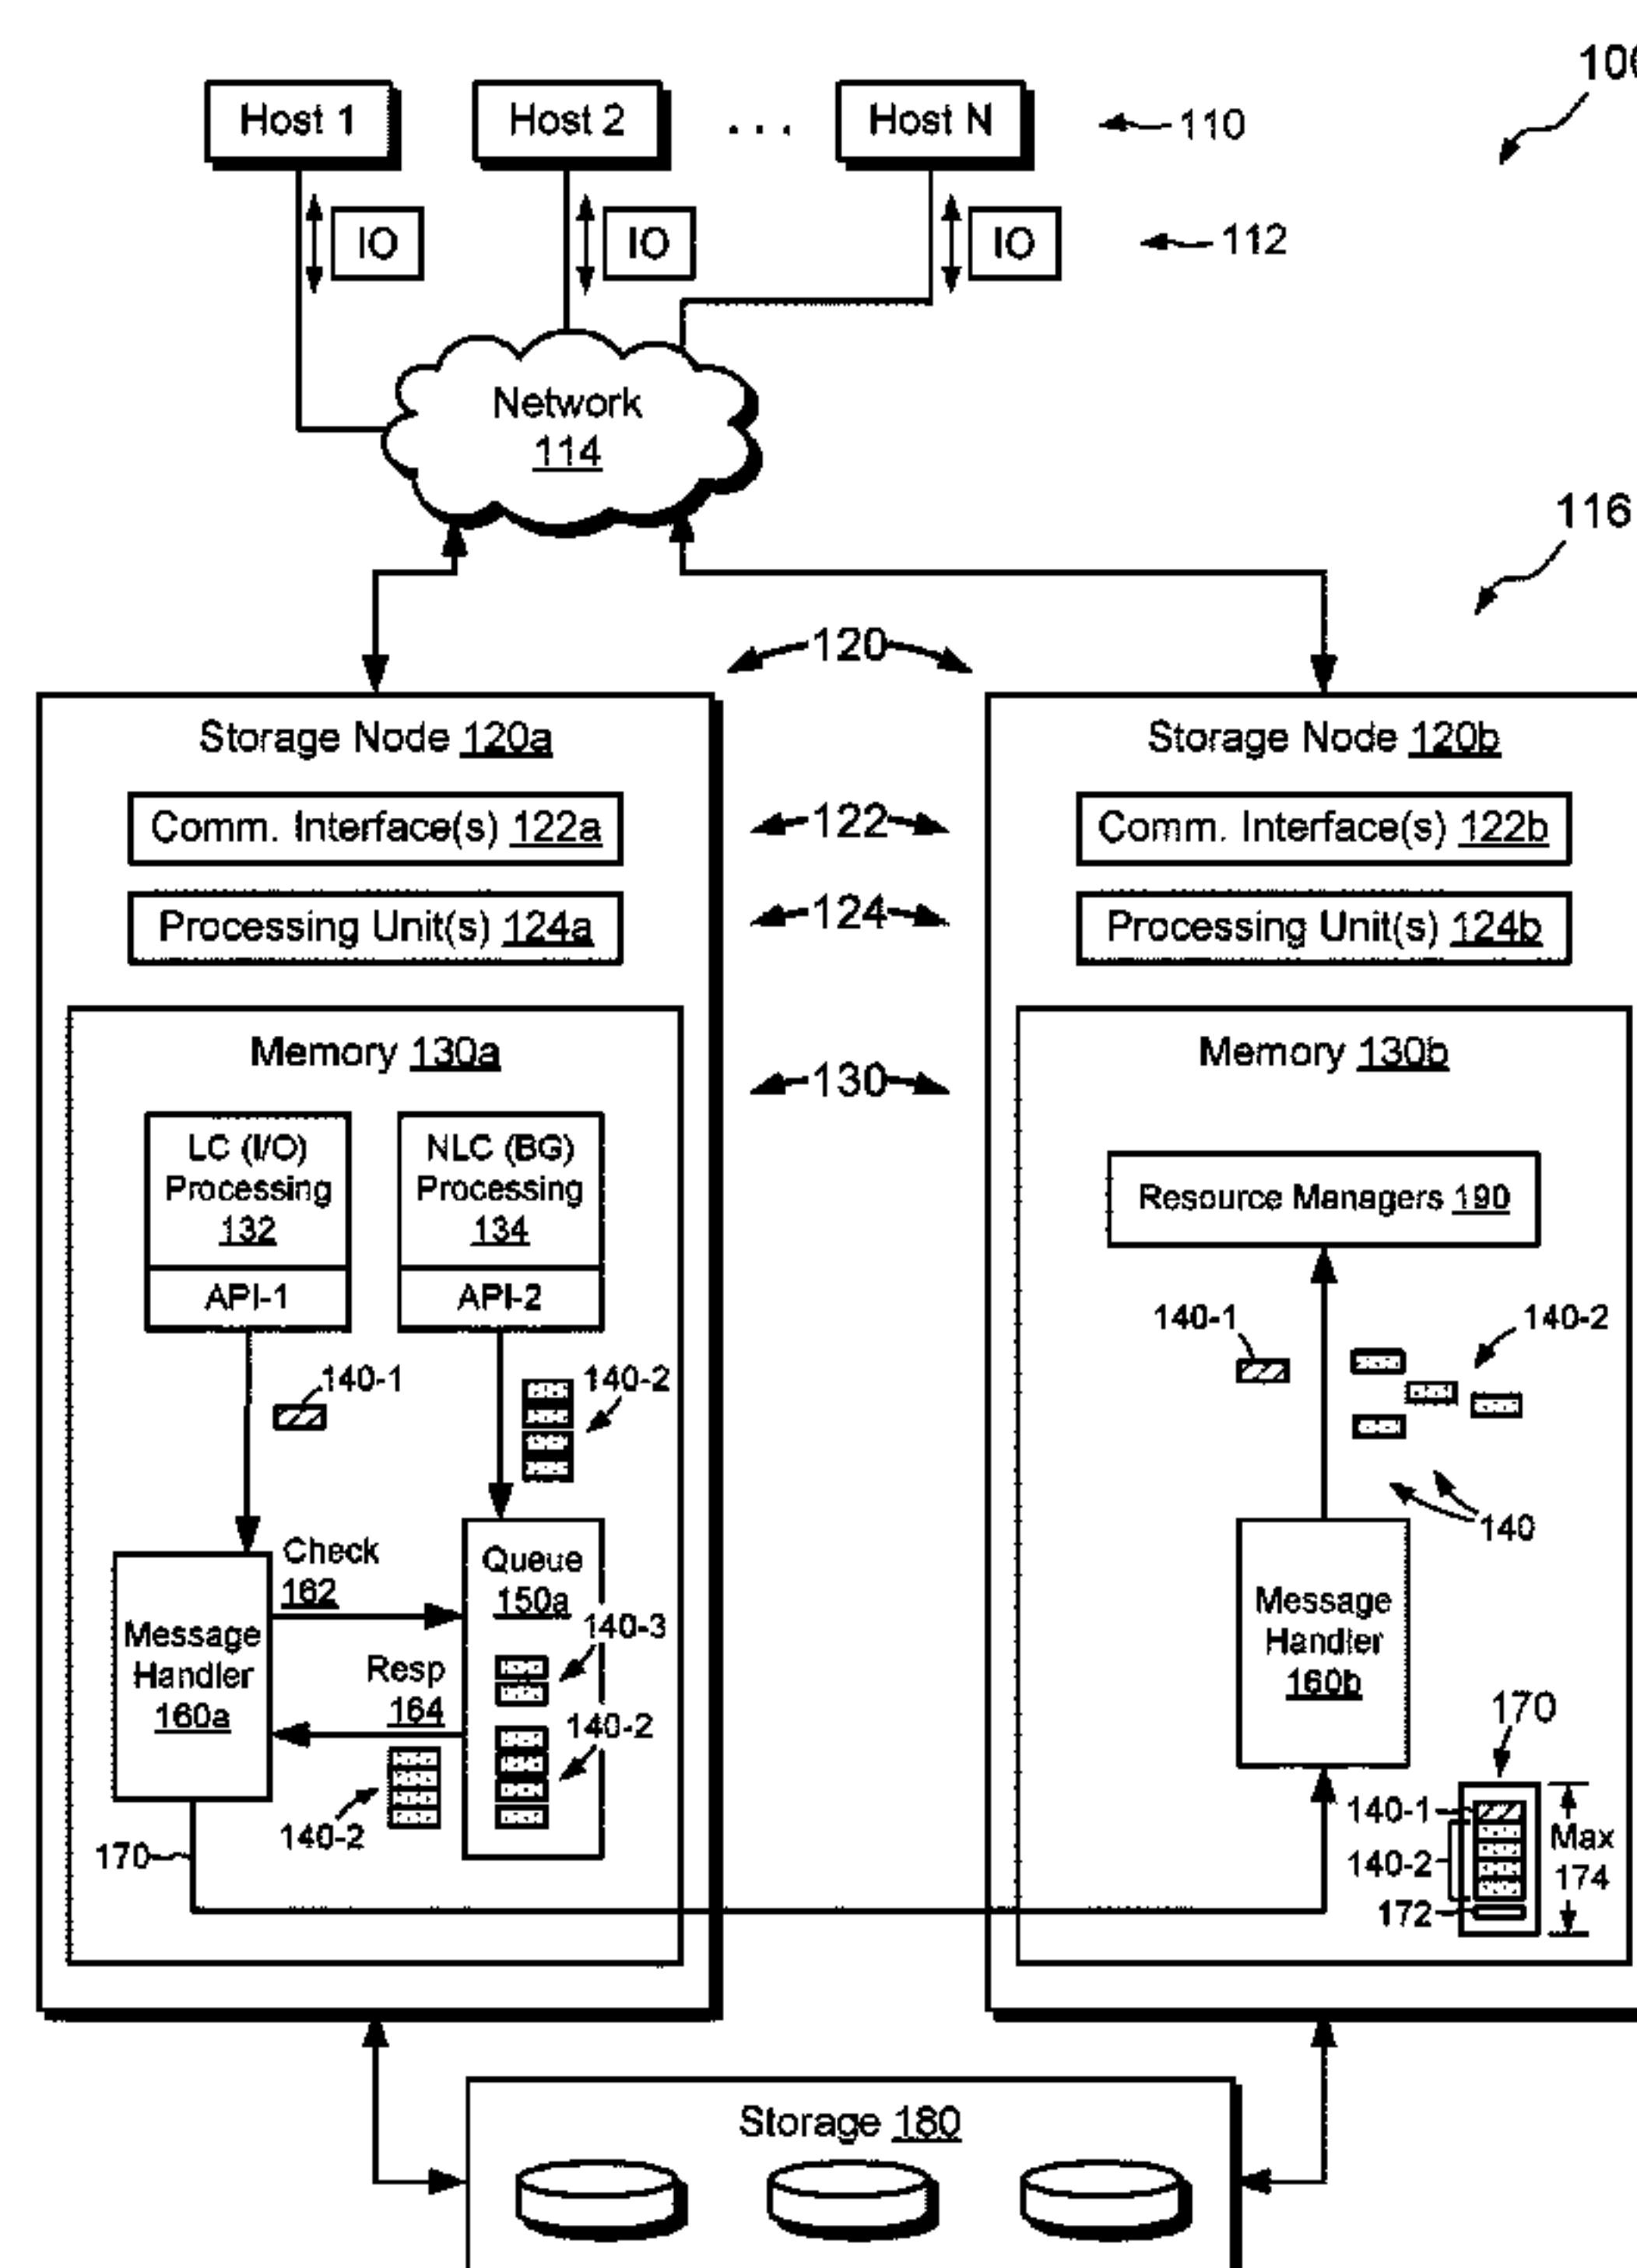 100
Host 1
Host 2
...
Host N
110
IO
IO
IO
112
Network
114
116
120
Storage Node 120a
Storage Node 120b
Comm. Interface(s) 122a
122
Comm. Interface(s) 122b
Processing Unit(s) 124a
124
Processing Unit(s) 124b
Memory 130a
130
Memory 130b
LC (I/O)
Processing
132
API-1
NLC (BG)
Processing
134
API-2
Resource Managers 190
140-1
140-2
140-1
140-2
140
Check
162
Queue
150a
140-3
Message
Handler
160a
Resp
164
140-2
140-2
170
Message
Handler
160b
170
140-1
140-2
172
Max
174
Storage 180